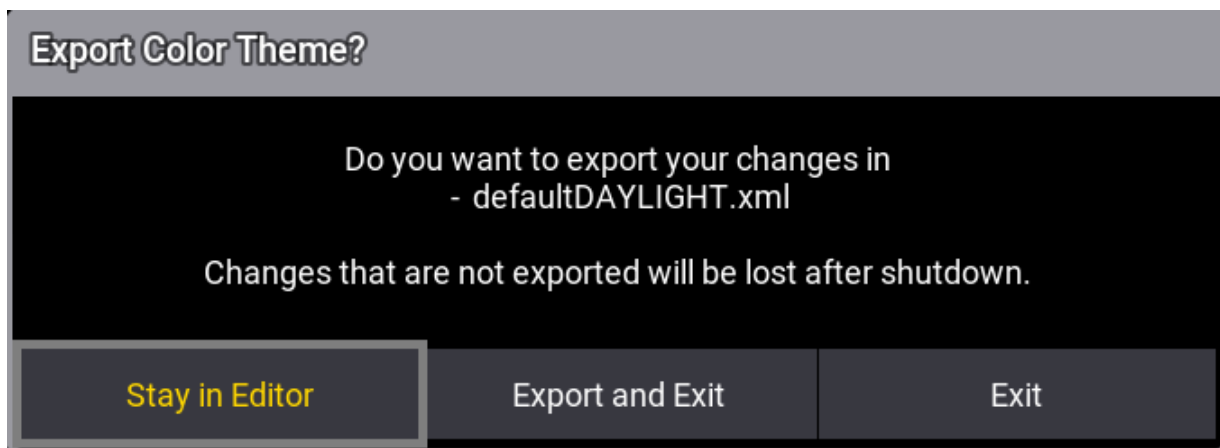 Export Color Theme?
Do you want to export your changes in
- defaultDAYLIGHT.xml
Changes that are not exported will be lost after shutdown.
Stay in Editor
Export and Exit
Exit